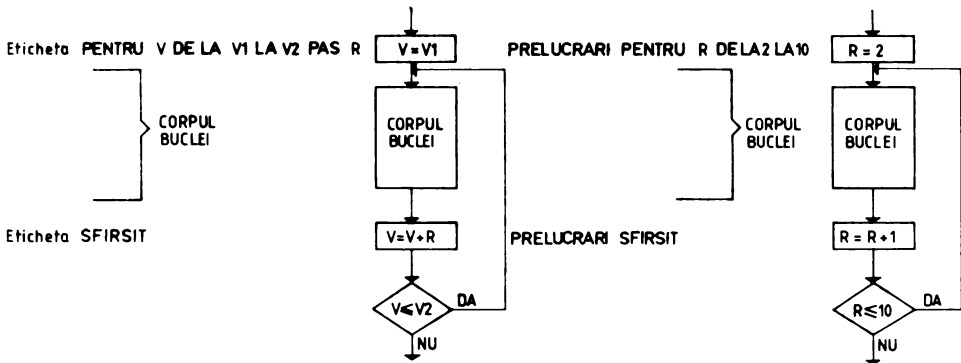 Eticheta PENTRU V DE LA V1 LA V2 PAS R
V=V1
CORPUL
BUCLEI
CORPUL
BUCLEI
Eticheta SFIRSIT
V=V+R
V≤V2
DA
NU
PRELUCRARI PENTRU R DE LA 2 LA 10
R=2
CORPUL
BUCLEI
CORPUL
BUCLEI
PRELUCRARI SFIRSIT
R=R+1
R≤10
DA
NU